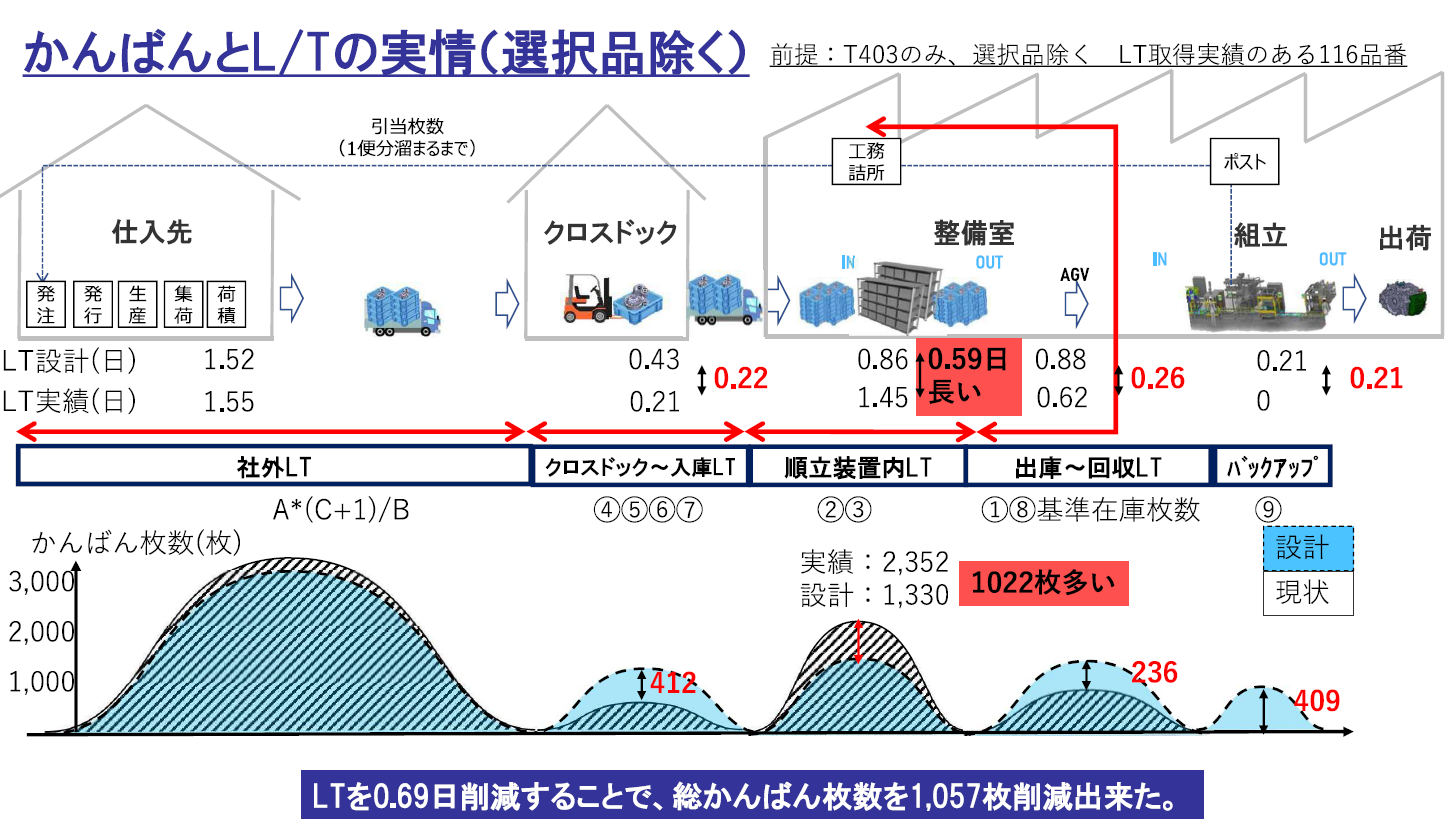 かんばんとL/Tの実情(選択品除く)
前提：T403のみ、選択品除く　LT取得実績のある116品番
引当枚数
（1便分溜まるまで）
工務
詰所
ポスト
仕入先
クロスドック
整備室
組立
出荷
IN
OUT
AGV
IN
OUT
発注
発行
生産
集荷
荷積
LT設計(日)
1.52
0.43
0.86
0.88
0.21
LT実績(日)
1.55
0.21
1.45
0.62
0
0.22
0.59日
長い
0.26
0.21
社外LT
クロスドック～入庫LT
順立装置内LT
出庫～回収LT
ﾊﾞｯｸｱｯﾌﾟ
A*(C+1)/B
④⑤⑥⑦
②③
①⑧基準在庫枚数
⑨
かんばん枚数(枚)
3,000
2,000
1,000
実績：2,352
設計：1,330
1022枚多い
設計
現状
412
236
409
LTを0.69日削減することで、総かんばん枚数を1,057枚削減出来た。